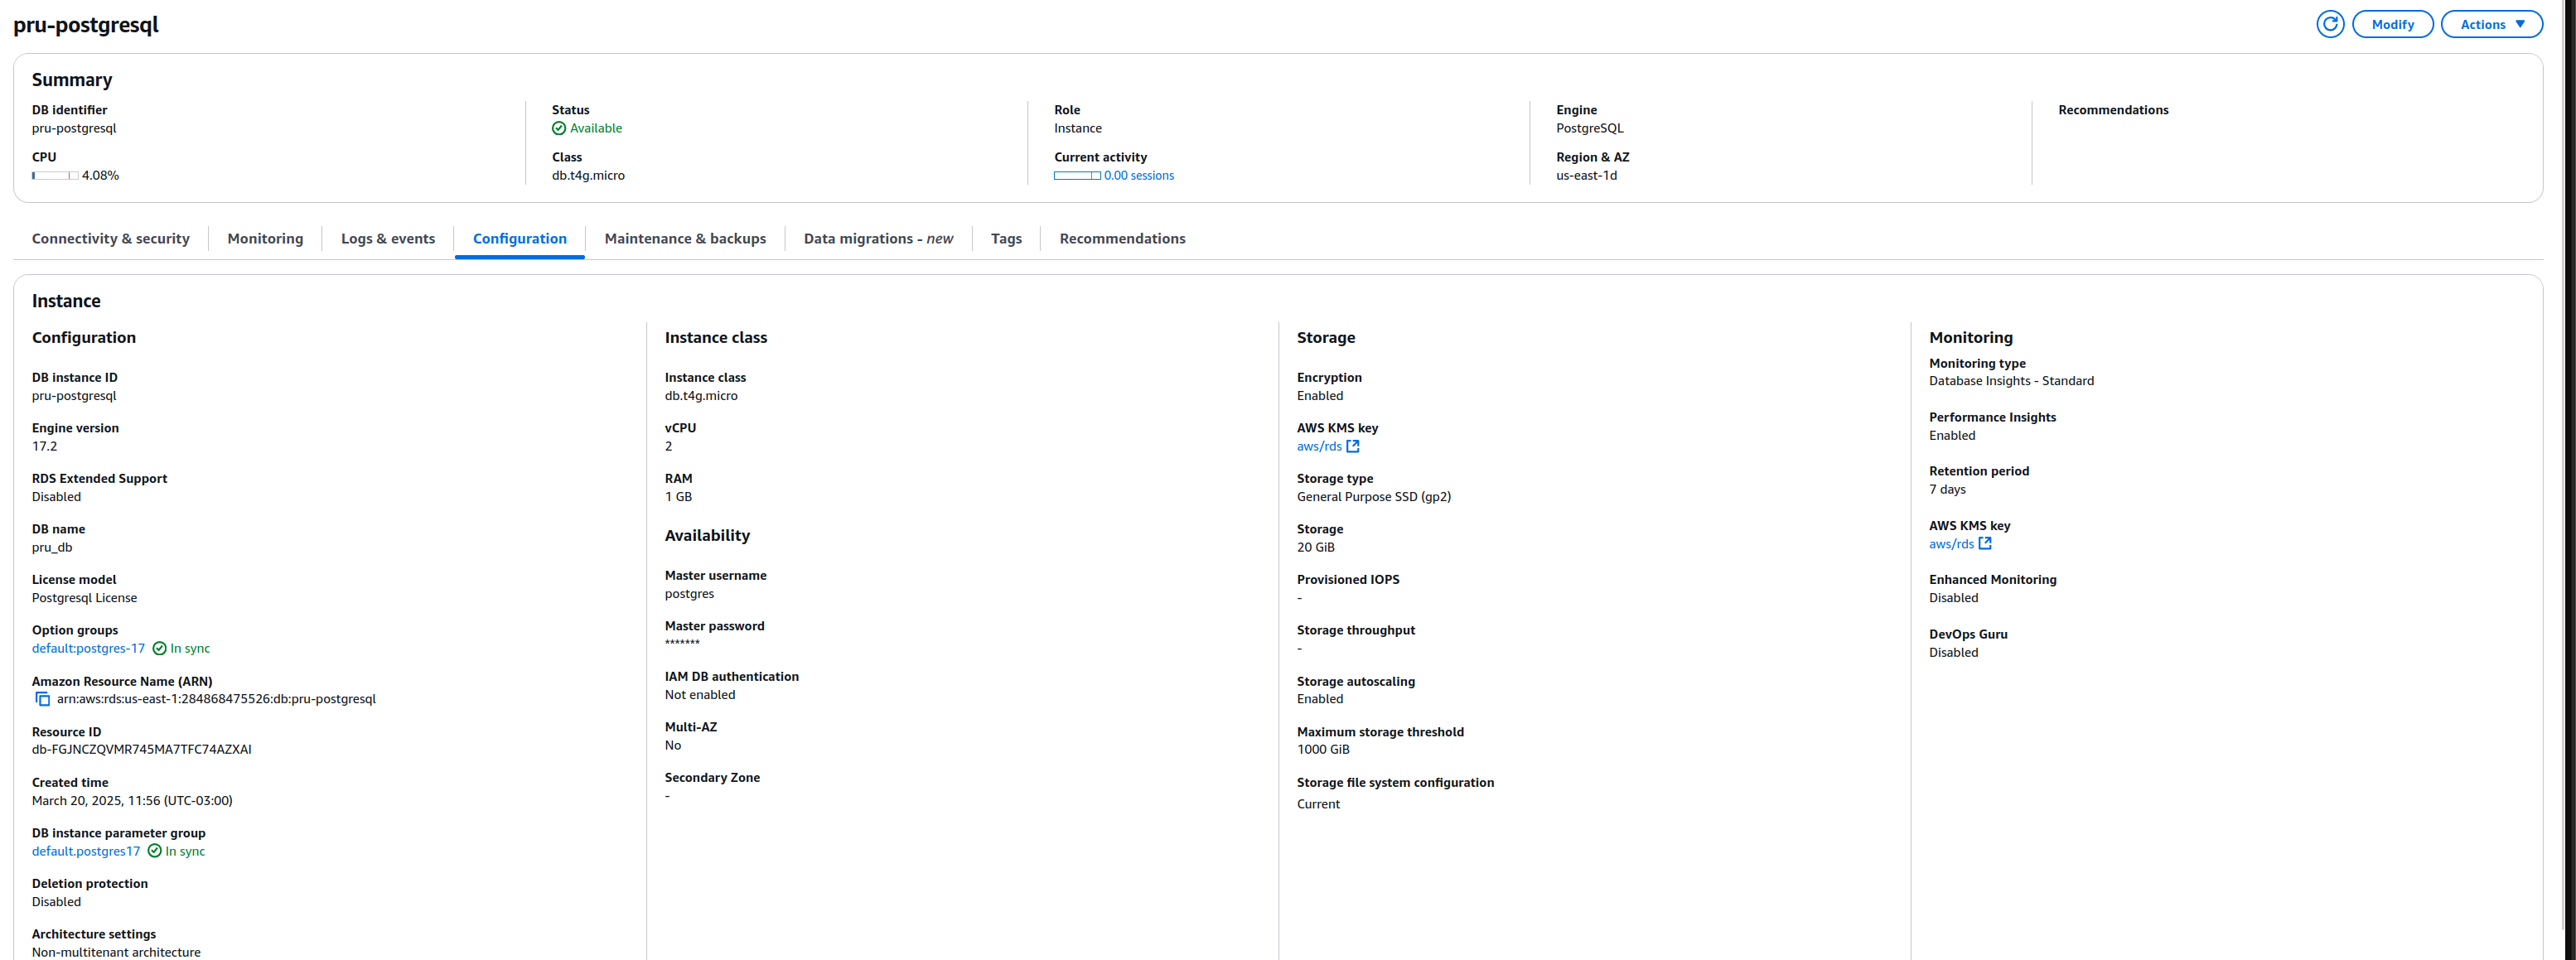 pru-postgresql
Modify
Actions
Summary
DB identifier
pru-postgresql
CPU
4.08%
Status
Available
Class
db.t4g.micro
Role
Instance
Current activity
0.00 sessions
Engine
PostgreSQL
Region & AZ
us-east-1d
Recommendations
Connectivity & security
Monitoring
Logs & events
Configuration
Maintenance & backups
Data migrations - new
Tags
Recommendations
Instance
Configuration
DB instance ID
pru-postgresql
Engine version
17.2
RDS Extended Support
Disabled
DB name
pru_db
License model
Postgresql License
Option groups
default:postgres-17 In sync
Amazon Resource Name (ARN)
arn:aws:rds:us-east-1:284868475526:db:pru-postgresql
Resource ID
db-FGJNCZQVMR745MA7TFC74AZXAI
Created time
March 20, 2025, 11:56 (UTC-03:00)
DB instance parameter group
default.postgres17 In sync
Deletion protection
Disabled
Architecture settings
Non-multitenant architecture
Instance class
Instance class
db.t4g.micro
vCPU
2
RAM
1 GB
Availability
Master username
postgres
Master password
*******
IAM DB authentication
Not enabled
Multi-AZ
No
Secondary Zone
-
Storage
Encryption
Enabled
AWS KMS key
aws/rds
Storage type
General Purpose SSD (gp2)
Storage
20 GiB
Provisioned IOPS
-
Storage throughput
-
Storage autoscaling
Enabled
Maximum storage threshold
1000 GiB
Storage file system configuration
Current
Monitoring
Monitoring type
Database Insights - Standard
Performance Insights
Enabled
Retention period
7 days
AWS KMS key
aws/rds
Enhanced Monitoring
Disabled
DevOps Guru
Disabled